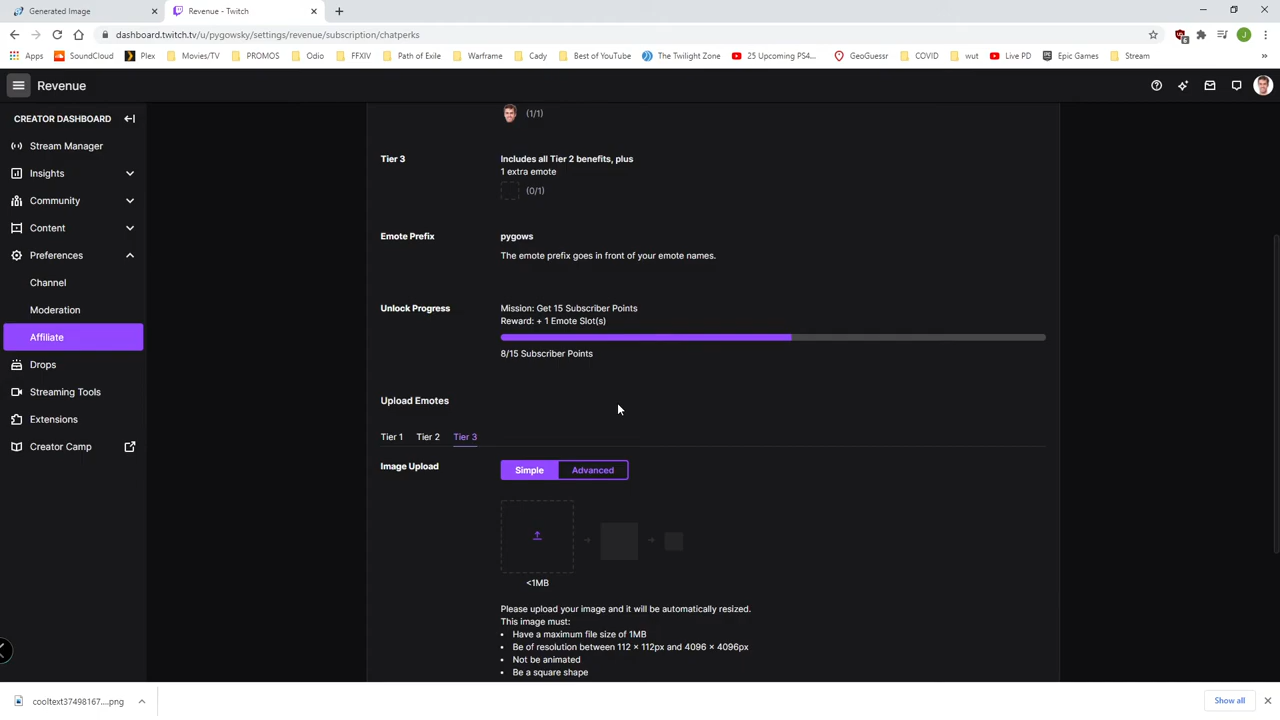 Generated Image
Revenue - Twitch
dashboard.twitch.tv/u/pygowsky/settings/revenue/subscription/chatperks
Apps SoundCloud Plex Movies/TV PROMOS Odio FFXIV Path of Exile Warframe Cady Best of YouTube The Twilight Zone 25 Upcoming PS4... GeoGuessr COVID wut Live PD Epic Games Stream
Revenue
CREATOR DASHBOARD
Stream Manager
Insights
Community
Content
Preferences
Channel
Moderation
Affiliate
Drops
Streaming Tools
Extensions
Creator Camp
(1/1)
Tier 3
Includes all Tier 2 benefits, plus
1 extra emote
(0/1)
Emote Prefix
pygows
The emote prefix goes in front of your emote names.
Unlock Progress
Mission: Get 15 Subscriber Points
Reward: + 1 Emote Slot(s)
8/15 Subscriber Points
Upload Emotes
Tier 1 Tier 2 Tier 3
Image Upload
Simple Advanced
<1MB
Please upload your image and it will be automatically resized.
This image must:
• Have a maximum file size of 1MB
• Be of resolution between 112 × 112px and 4096 × 4096px
• Not be animated
• Be a square shape
cooltext37498167....png
Show all